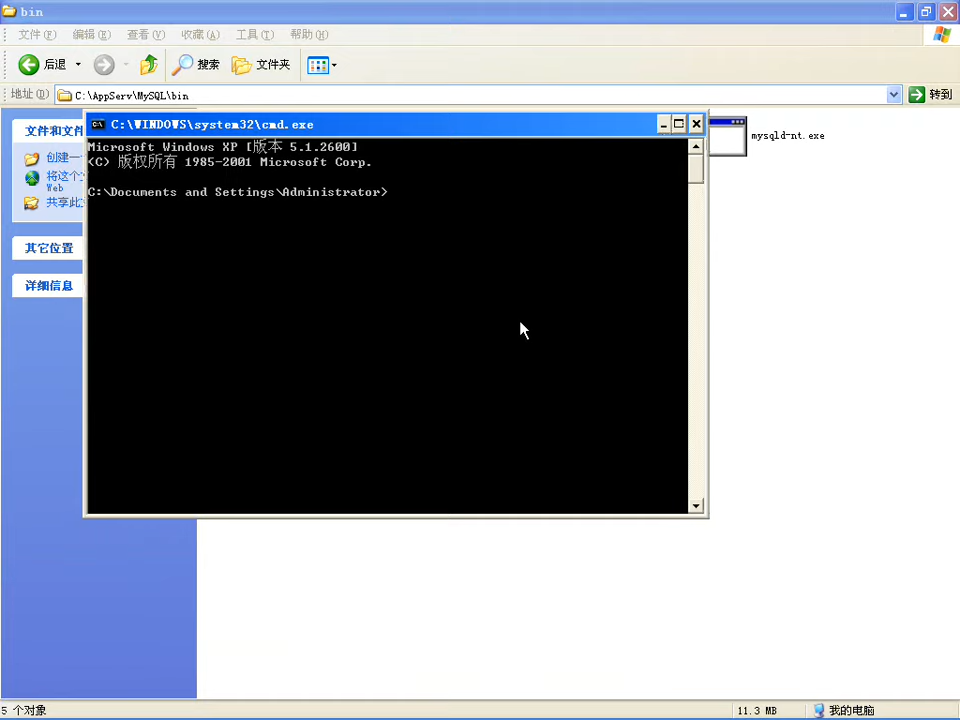 bin
文件(F) 编辑(E) 查看(V) 收藏(A) 工具(T) 帮助(H)
后退 搜索 文件夹
地址(D) C:\AppServ\MySQL\bin 转到
文件和文件
创建一
将这个
Web
共享此
其它位置
详细信息
C:\WINDOWS\system32\cmd.exe
Microsoft Windows XP [版本 5.1.2600]
(C) 版权所有 1985-2001 Microsoft Corp.
C:\Documents and Settings\Administrator>
mysqld-nt.exe
5 个对象 11.3 MB 我的电脑